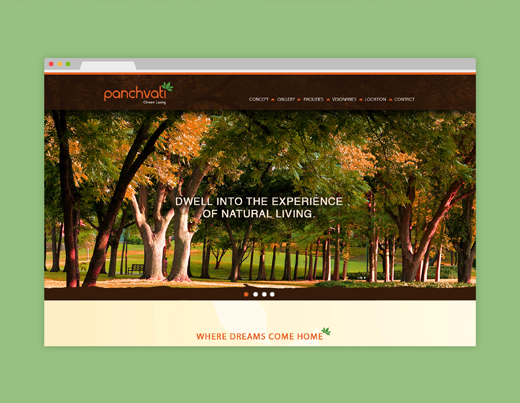 panchvati
Green Living
CONCEPT GALLERY FACILITIES VISIONARIES LOCATION CONTACT
DWELL INTO THE EXPERIENCE
OF NATURAL LIVING.
WHERE DREAMS COME HOME